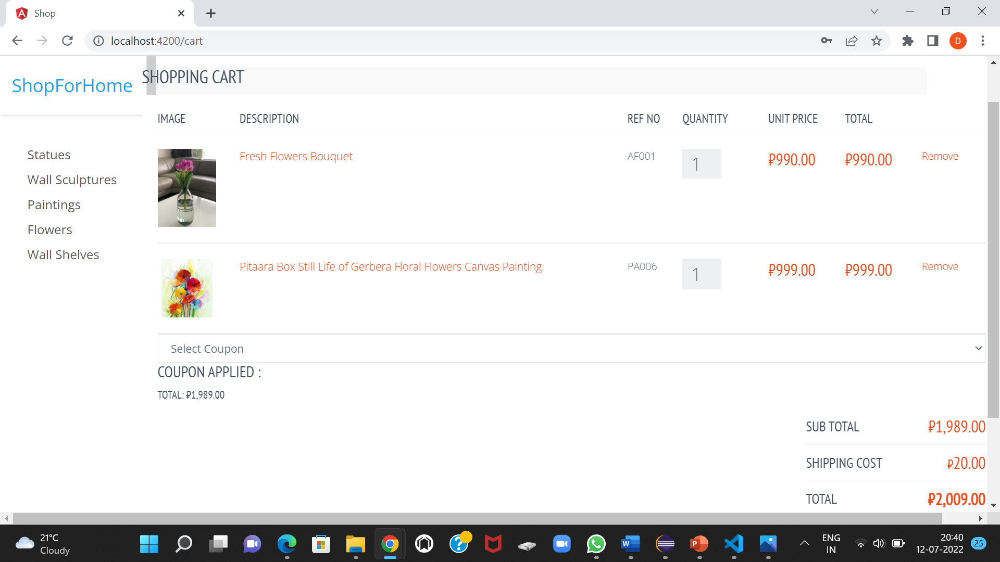 Shop
localhost:4200/cart
D
ShopForHome
SHOPPING CART
Statues
Wall Sculptures
Paintings
Flowers
Wall Shelves
IMAGE DESCRIPTION REF NO QUANTITY UNIT PRICE TOTAL
Fresh Flowers Bouquet AF001 1 ₽990.00 ₽990.00 Remove
Pitaara Box Still Life of Gerbera Floral Flowers Canvas Painting PA006 1 ₽999.00 ₽999.00 Remove
Select Coupon
COUPON APPLIED :
TOTAL: ₽1,989.00
SUB TOTAL ₽1,989.00
SHIPPING COST ₽20.00
TOTAL ₽2,009.00
21°C
Cloudy
W
P
ENG
IN
20:40
12-07-2022
25